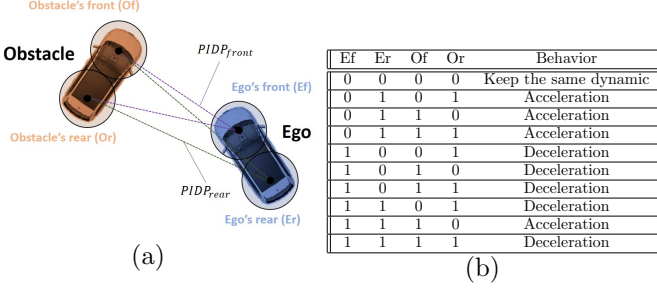 Obstacle's front (Of)
Obstacle
PIDP_front
Ego's front (Ef)
Ego
Obstacle's rear (Or)
PIDP_rear
Ego's rear (Er)
(a)
Ef Er Of Or Behavior
0 0 0 0 Keep the same dynamic
0 1 0 1 Acceleration
0 1 1 0 Acceleration
0 1 1 1 Acceleration
1 0 0 1 Deceleration
1 0 1 0 Deceleration
1 0 1 1 Deceleration
1 1 0 1 Deceleration
1 1 1 0 Acceleration
1 1 1 1 Deceleration
(b)